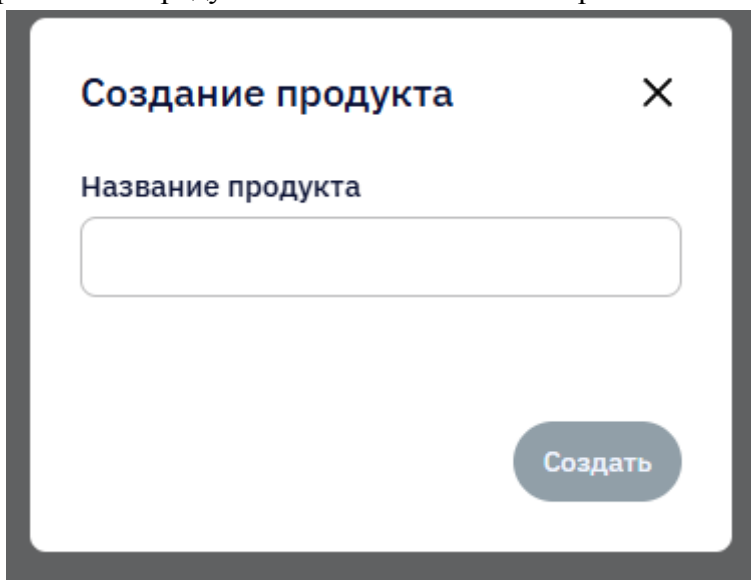 Создание продукта
Название продукта
Создать